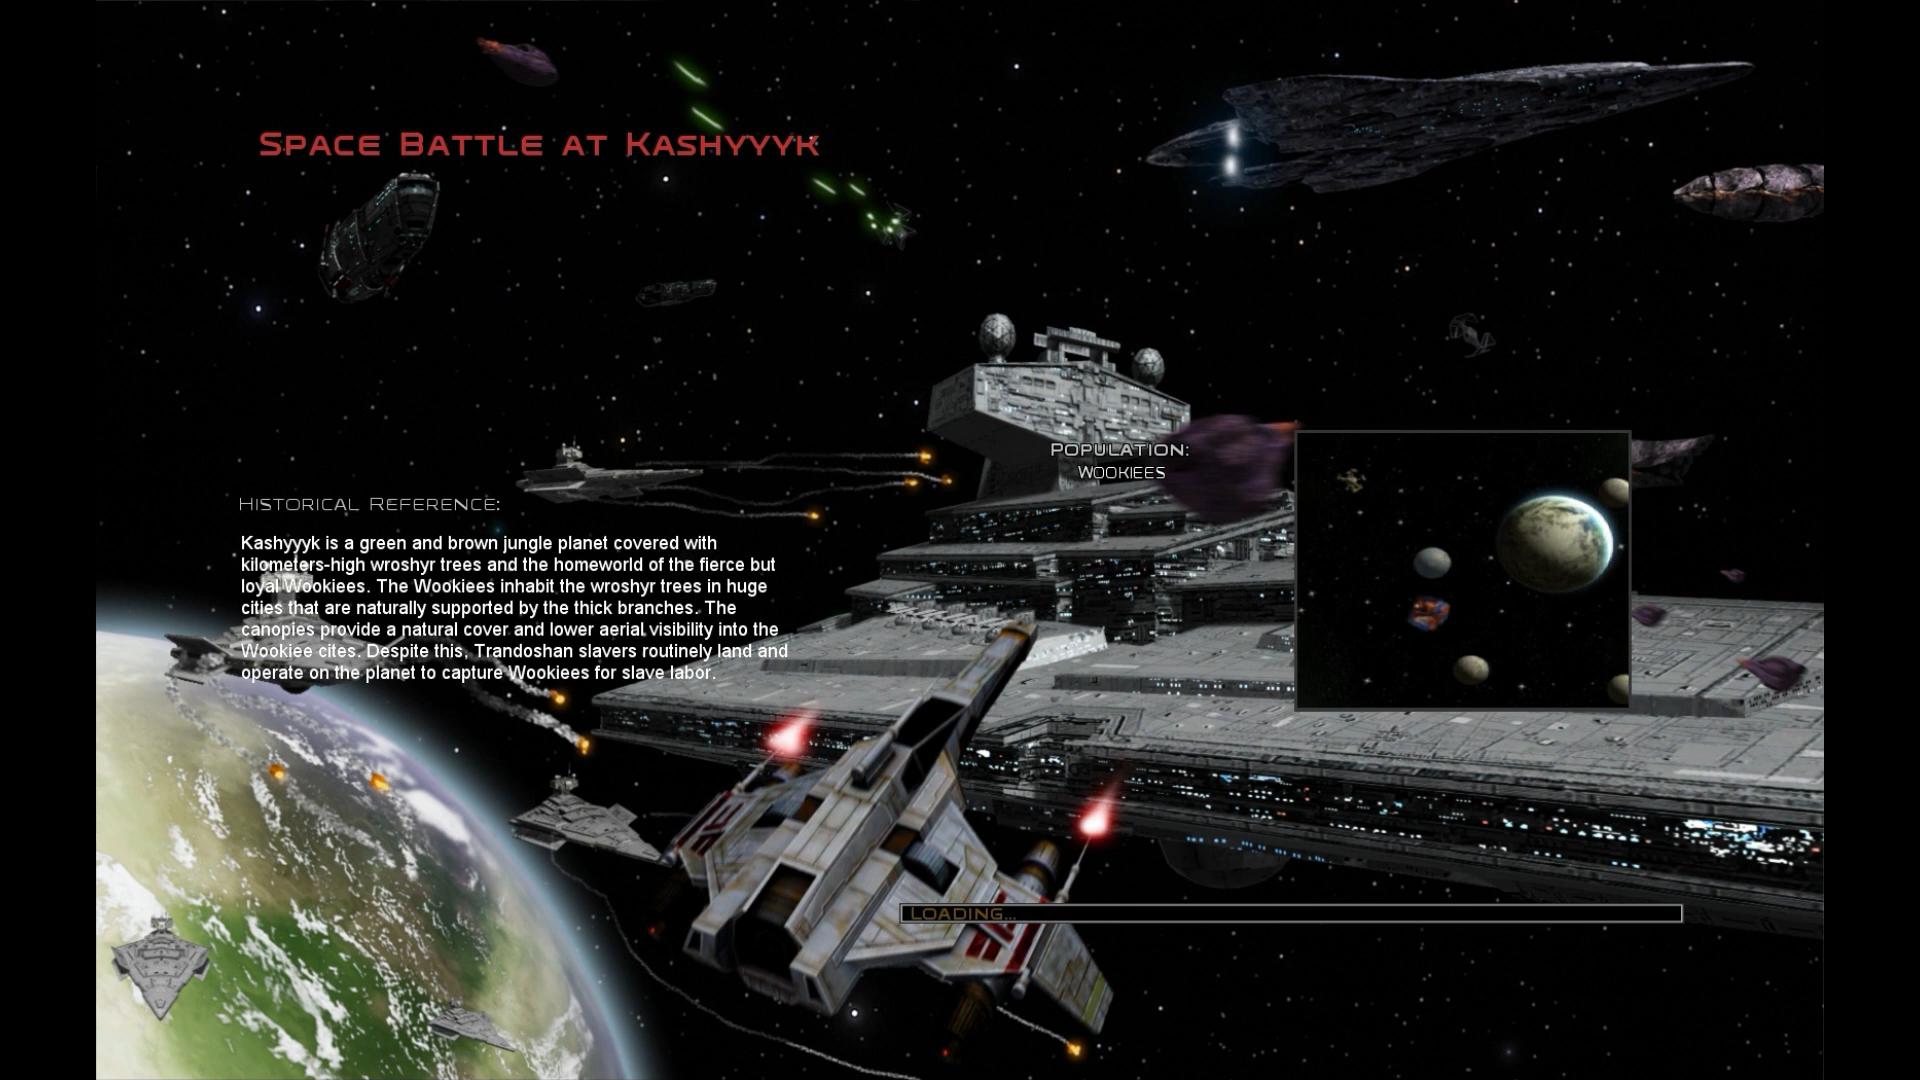 Space Battle at Kashyyyk
Population:
Wookiees
Historical Reference:
Kashyyyk is a green and brown jungle planet covered with
kilometers-high wroshyr trees and the homeworld of the fierce but
loyal Wookiees. The Wookiees inhabit the wroshyr trees in huge
cities that are naturally supported by the thick branches. The
canopies provide a natural cover and lower aerial visibility into the
Wookiee cites. Despite this, Trandoshan slavers routinely land and
operate on the planet to capture Wookiees for slave labor.
Loading...